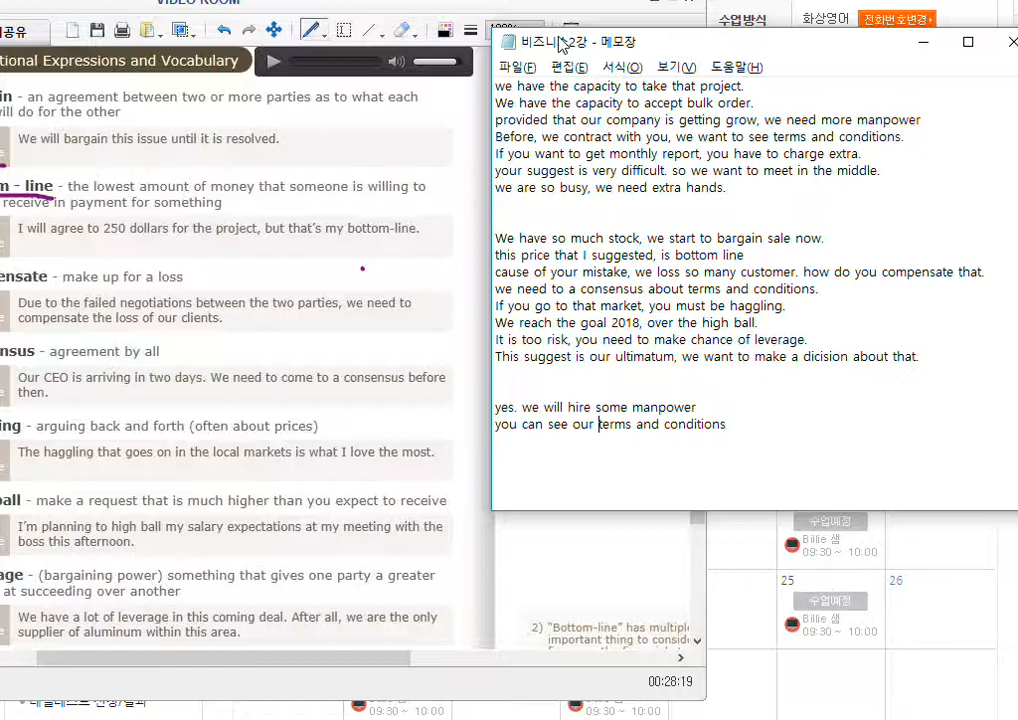 VIDEO ROOM
공유
수업방식
화상영어
전화번호변경
tional Expressions and Vocabulary
in - an agreement between two or more parties as to what each
will do for the other
We will bargain this issue until it is resolved.
m - line - the lowest amount of money that someone is willing to
receive in payment for something
I will agree to 250 dollars for the project, but that's my bottom-line.
ensate - make up for a loss
Due to the failed negotiations between the two parties, we need to
compensate the loss of our clients.
nsus - agreement by all
Our CEO is arriving in two days. We need to come to a consensus before
then.
ing - arguing back and forth (often about prices)
The haggling that goes on in the local markets is what I love the most.
ball - make a request that is much higher than you expect to receive
I'm planning to high ball my salary expectations at my meeting with the
boss this afternoon.
age - (bargaining power) something that gives one party a greater
at succeeding over another
We have a lot of leverage in this coming deal. After all, we are the only
supplier of aluminum within this area.
2) "Bottom-line" has multipl
important thing to conside
00:28:19
비즈니스2강 - 메모장
파일(F) 편집(E) 서식(O) 보기(V) 도움말(H)
we have the capacity to take that project.
We have the capacity to accept bulk order.
provided that our company is getting grow, we need more manpower
Before, we contract with you, we want to see terms and conditions.
If you want to get monthly report, you have to charge extra.
your suggest is very difficult. so we want to meet in the middle.
we are so busy, we need extra hands.
We have so much stock, we start to bargain sale now.
this price that I suggested, is bottom line
cause of your mistake, we loss so many customer. how do you compensate that.
we need to a consensus about terms and conditions.
If you go to that market, you must be haggling.
We reach the goal 2018, over the high ball.
It is too risk, you need to make chance of leverage.
This suggest is our ultimatum, we want to make a dicision about that.
yes. we will hire some manpower
you can see our terms and conditions
수업예정
Billie 샘
09:30 ~ 10:00
25
26
수업예정
Billie 샘
09:30 ~ 10:00
09:30 ~ 10:00
09:30 ~ 10:00